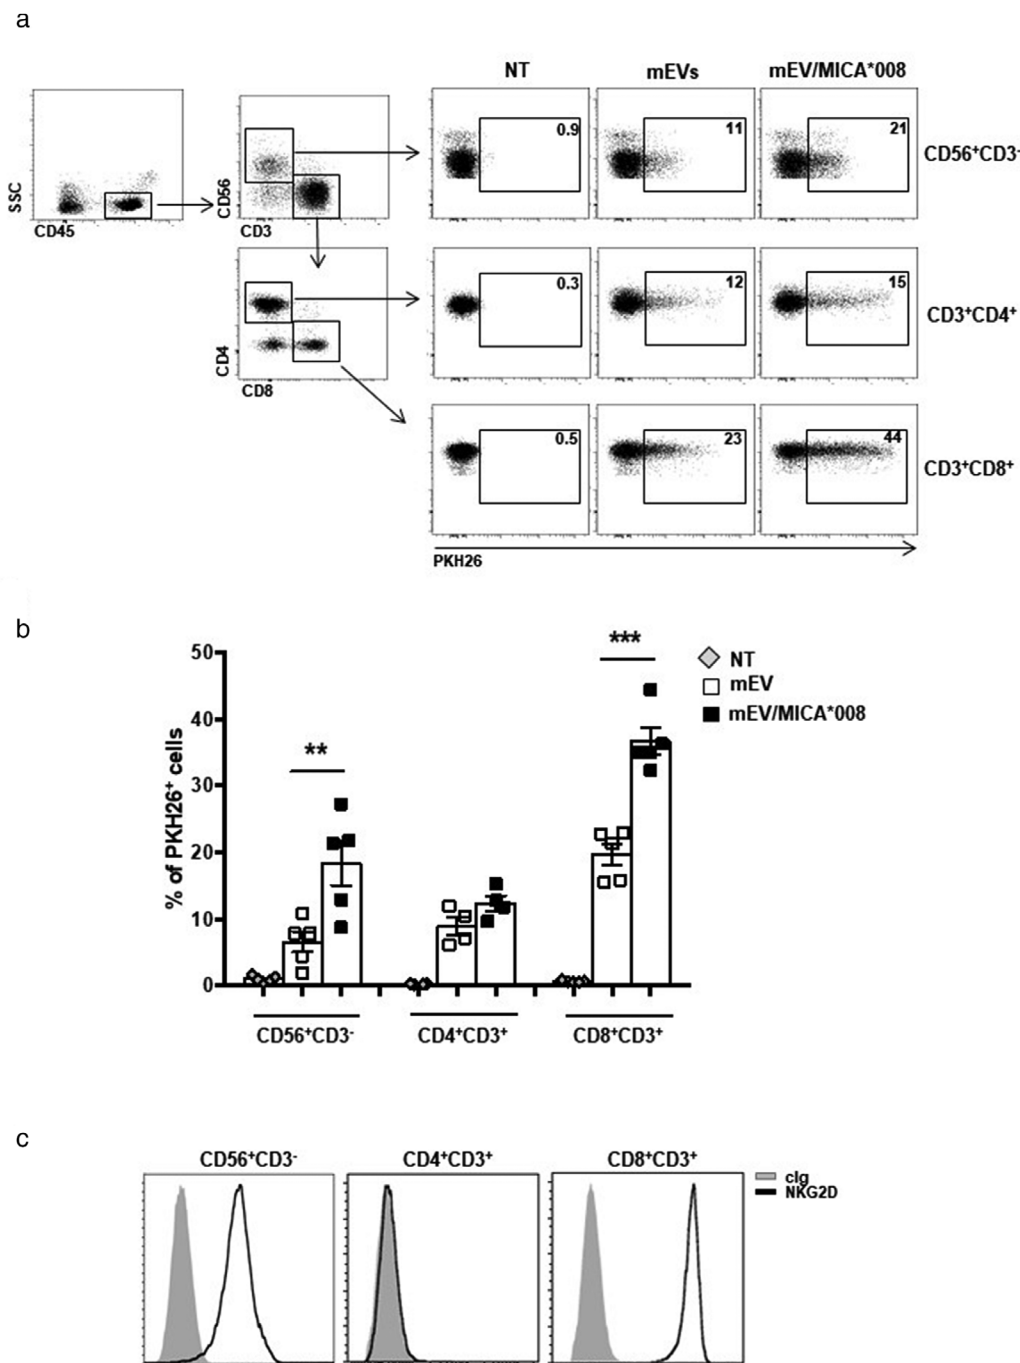 a
NT mEVs mEV/MICA*008
SSC
CD45
CD56
CD3
0.9 11 21 CD56⁺CD3⁻
CD4
CD8
0.3 12 15 CD3⁺CD4⁺
0.5 23 44 CD3⁺CD8⁺
PKH26
b
% of PKH26⁺ cells
50
40
30
20
10
0
**
***
NT
mEV
mEV/MICA*008
CD56⁺CD3⁻ CD4⁺CD3⁺ CD8⁺CD3⁺
c
CD56⁺CD3⁻ CD4⁺CD3⁺ CD8⁺CD3⁺
cIg
NKG2D